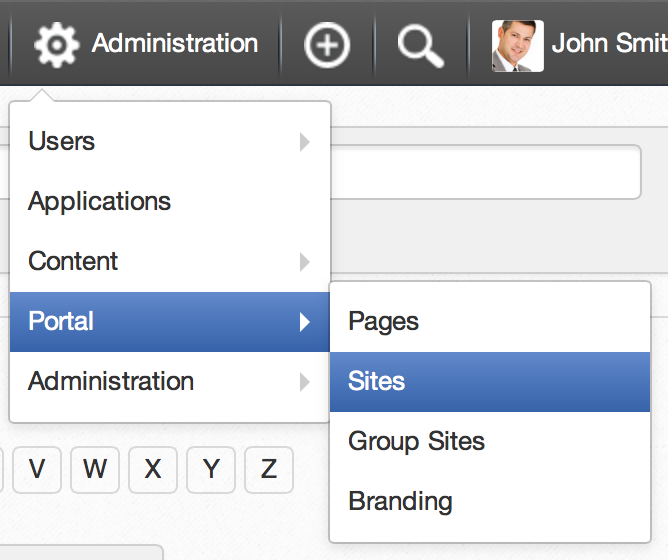 Administration
John Smit
Users
Applications
Content
Portal
Pages
Administration
Sites
Group Sites
V W X Y Z
Branding